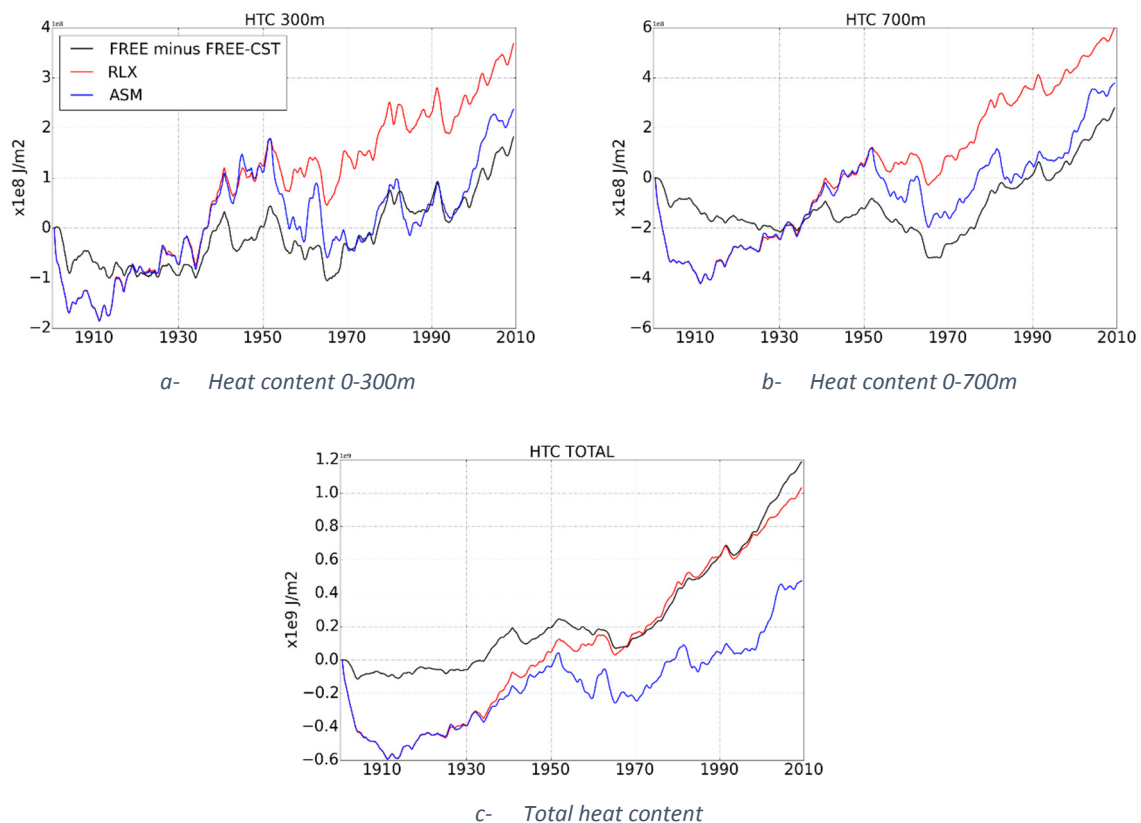 HTC 300m
1e8
4
3
2
1
0
−1
−2
x1e8 J/m2
FREE minus FREE-CST
RLX
ASM
1910 1930 1950 1970 1990 2010
a- Heat content 0-300m
HTC 700m
1e8
6
4
2
0
−2
−4
−6
x1e8 J/m2
1910 1930 1950 1970 1990 2010
b- Heat content 0-700m
HTC TOTAL
1e9
1.2
1.0
0.8
0.6
0.4
0.2
0.0
−0.2
−0.4
−0.6
x1e9 J/m2
1910 1930 1950 1970 1990 2010
c- Total heat content